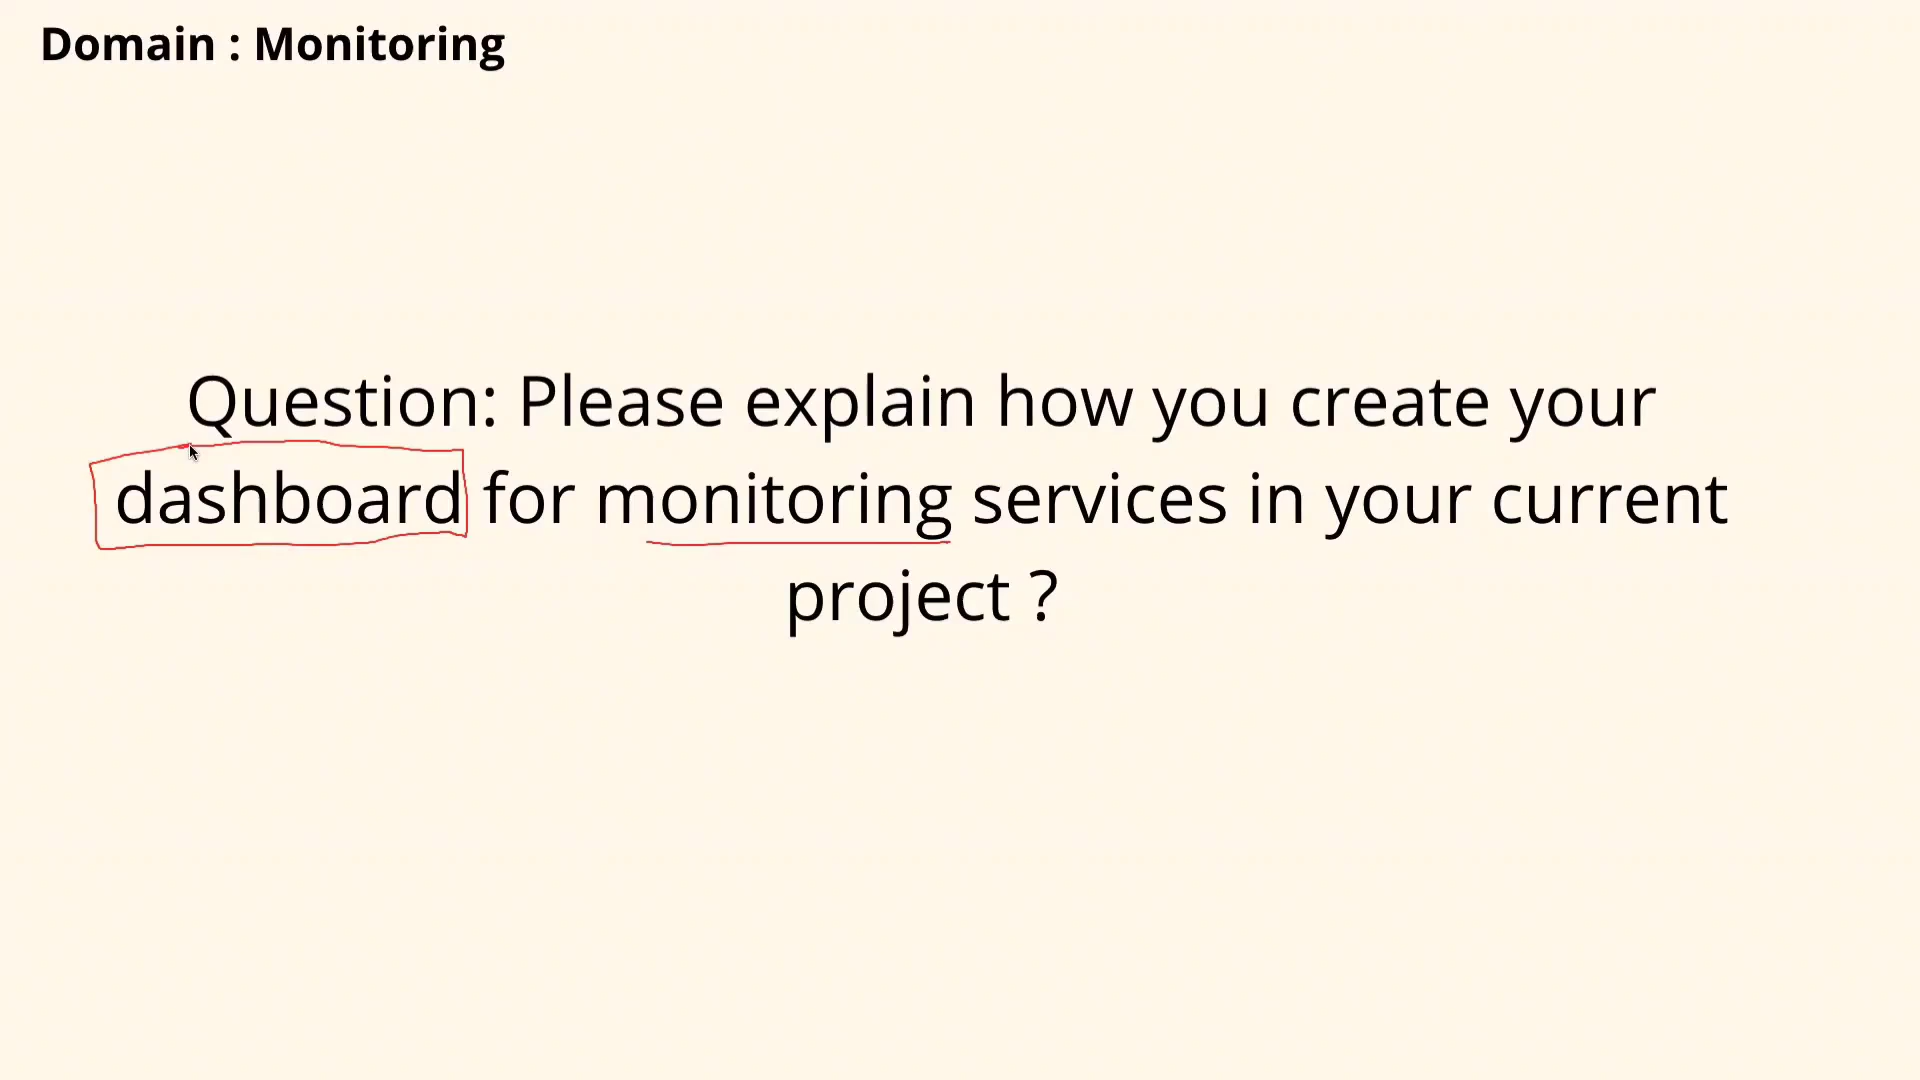 Domain : Monitoring
Question: Please explain how you create your
dashboard for monitoring services in your current
project ?